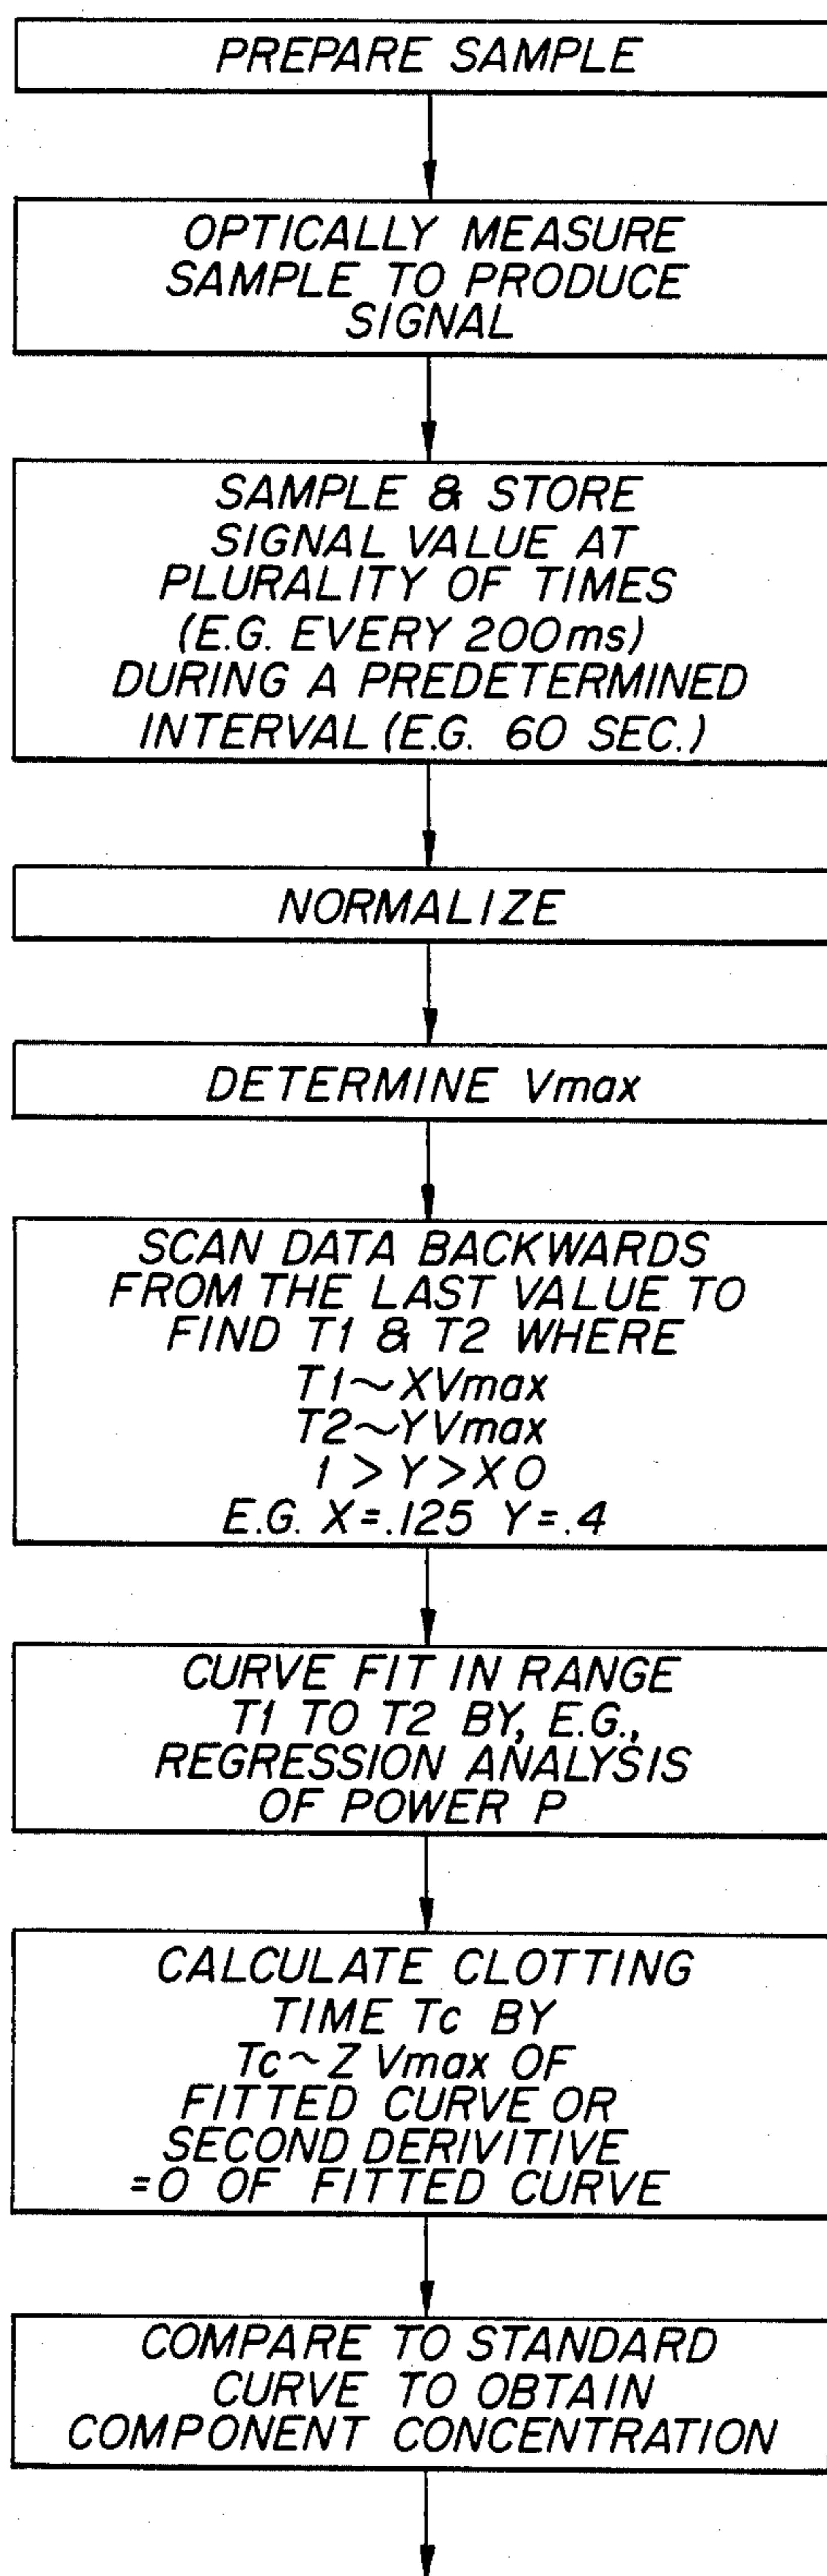 PREPARE SAMPLE
OPTICALLY MEASURE
SAMPLE TO PRODUCE
SIGNAL
SAMPLE & STORE
SIGNAL VALUE AT
PLURALITY OF TIMES
(E.G. EVERY 200ms)
DURING A PREDETERMINED
INTERVAL (E.G. 60 SEC.)
NORMALIZE
DETERMINE Vmax
SCAN DATA BACKWARDS
FROM THE LAST VALUE TO
FIND T1 & T2 WHERE
T1~XVmax
T2~YVmax
1 > Y > X O
E.G. X=.125 Y=.4
CURVE FIT IN RANGE
T1 TO T2 BY, E.G.,
REGRESSION ANALYSIS
OF POWER P
CALCULATE CLOTTING
TIME Tc BY
Tc~Z Vmax OF
FITTED CURVE OR
SECOND DERIVITIVE
=O OF FITTED CURVE
COMPARE TO STANDARD
CURVE TO OBTAIN
COMPONENT CONCENTRATION